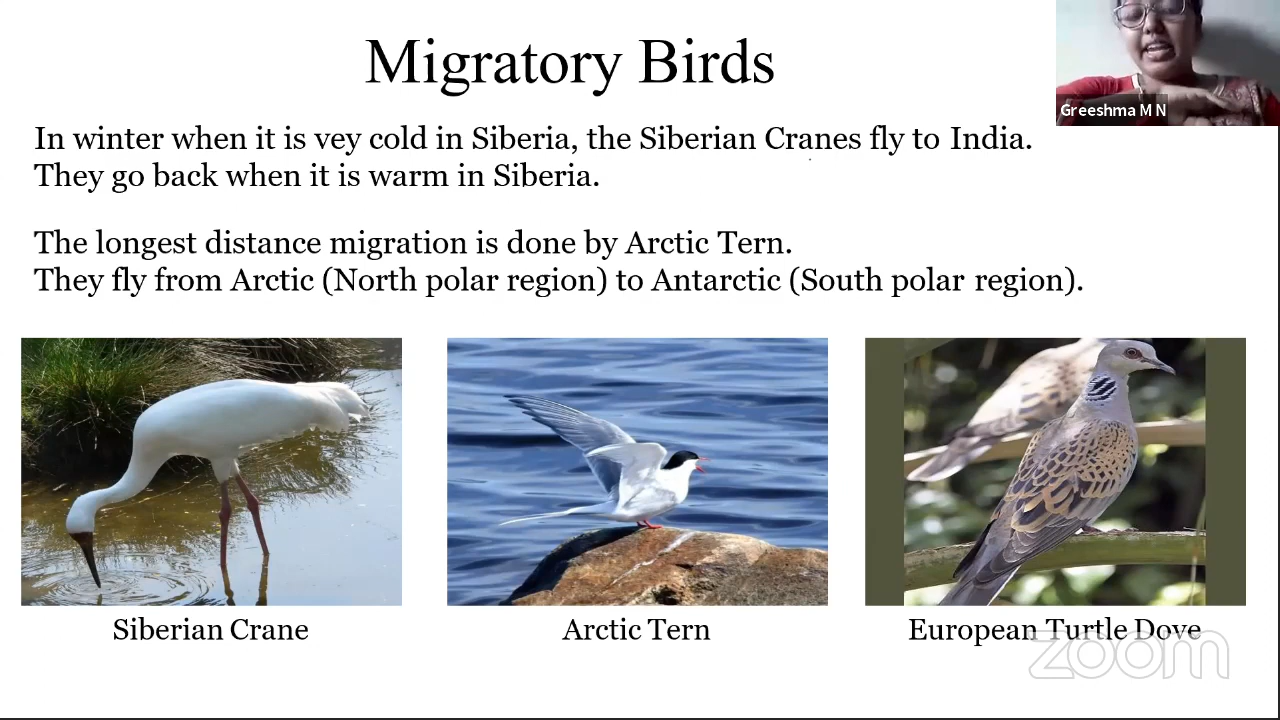 Migratory Birds
Greeshma M N
In winter when it is vey cold in Siberia, the Siberian Cranes fly to India.
They go back when it is warm in Siberia.
The longest distance migration is done by Arctic Tern.
They fly from Arctic (North polar region) to Antarctic (South polar region).
Siberian Crane
Arctic Tern
European Turtle Dove
zoom